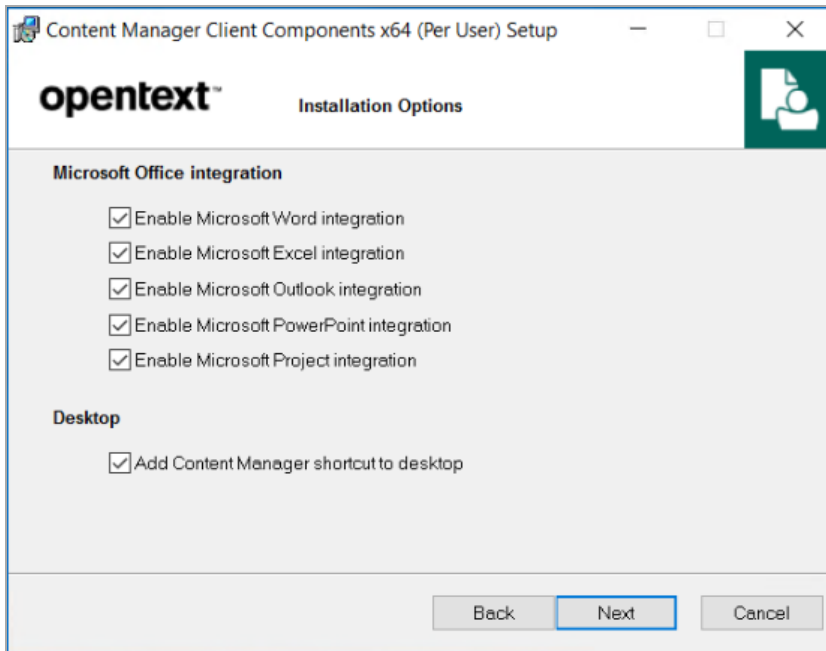 Content Manager Client Components x64 (Per User) Setup
opentext™
Installation Options
Microsoft Office integration
Enable Microsoft Word integration
Enable Microsoft Excel integration
Enable Microsoft Outlook integration
Enable Microsoft PowerPoint integration
Enable Microsoft Project integration
Desktop
Add Content Manager shortcut to desktop
Back Next Cancel